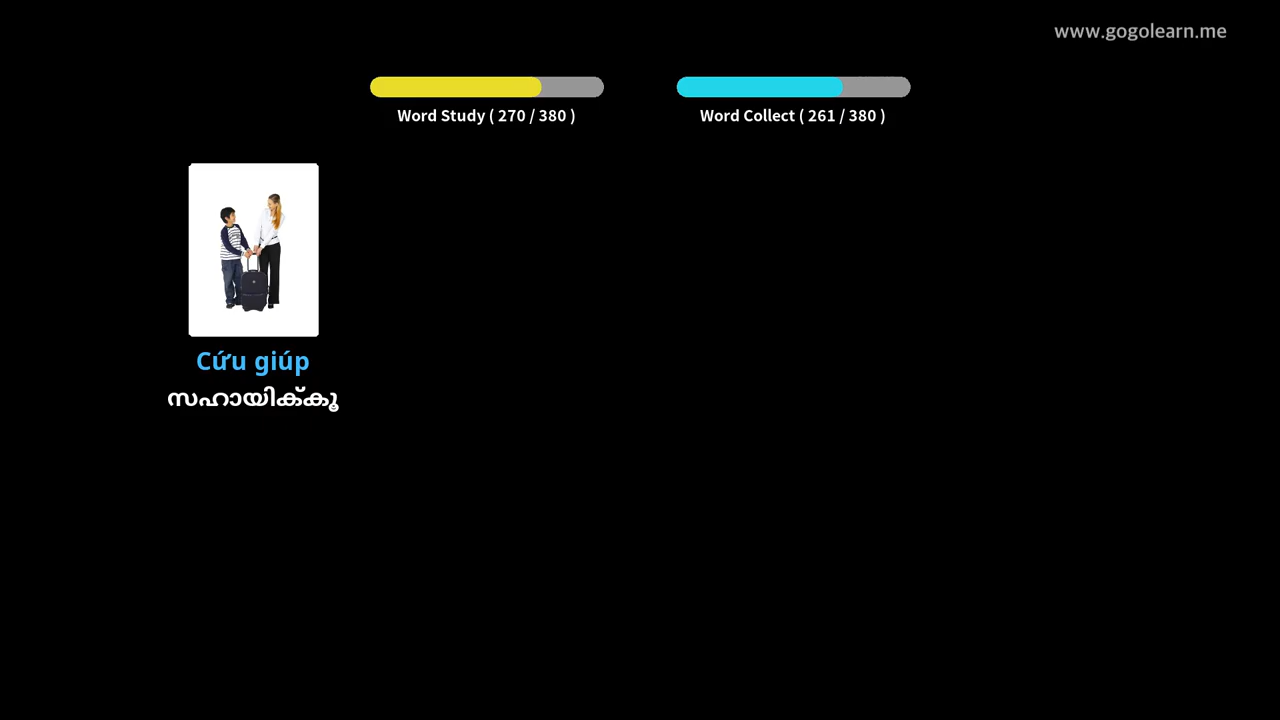 www.gogolearn.me
Word Study ( 270 / 380 )
Word Collect ( 261 / 380 )
Cứu giúp
സഹായിക്കൂ